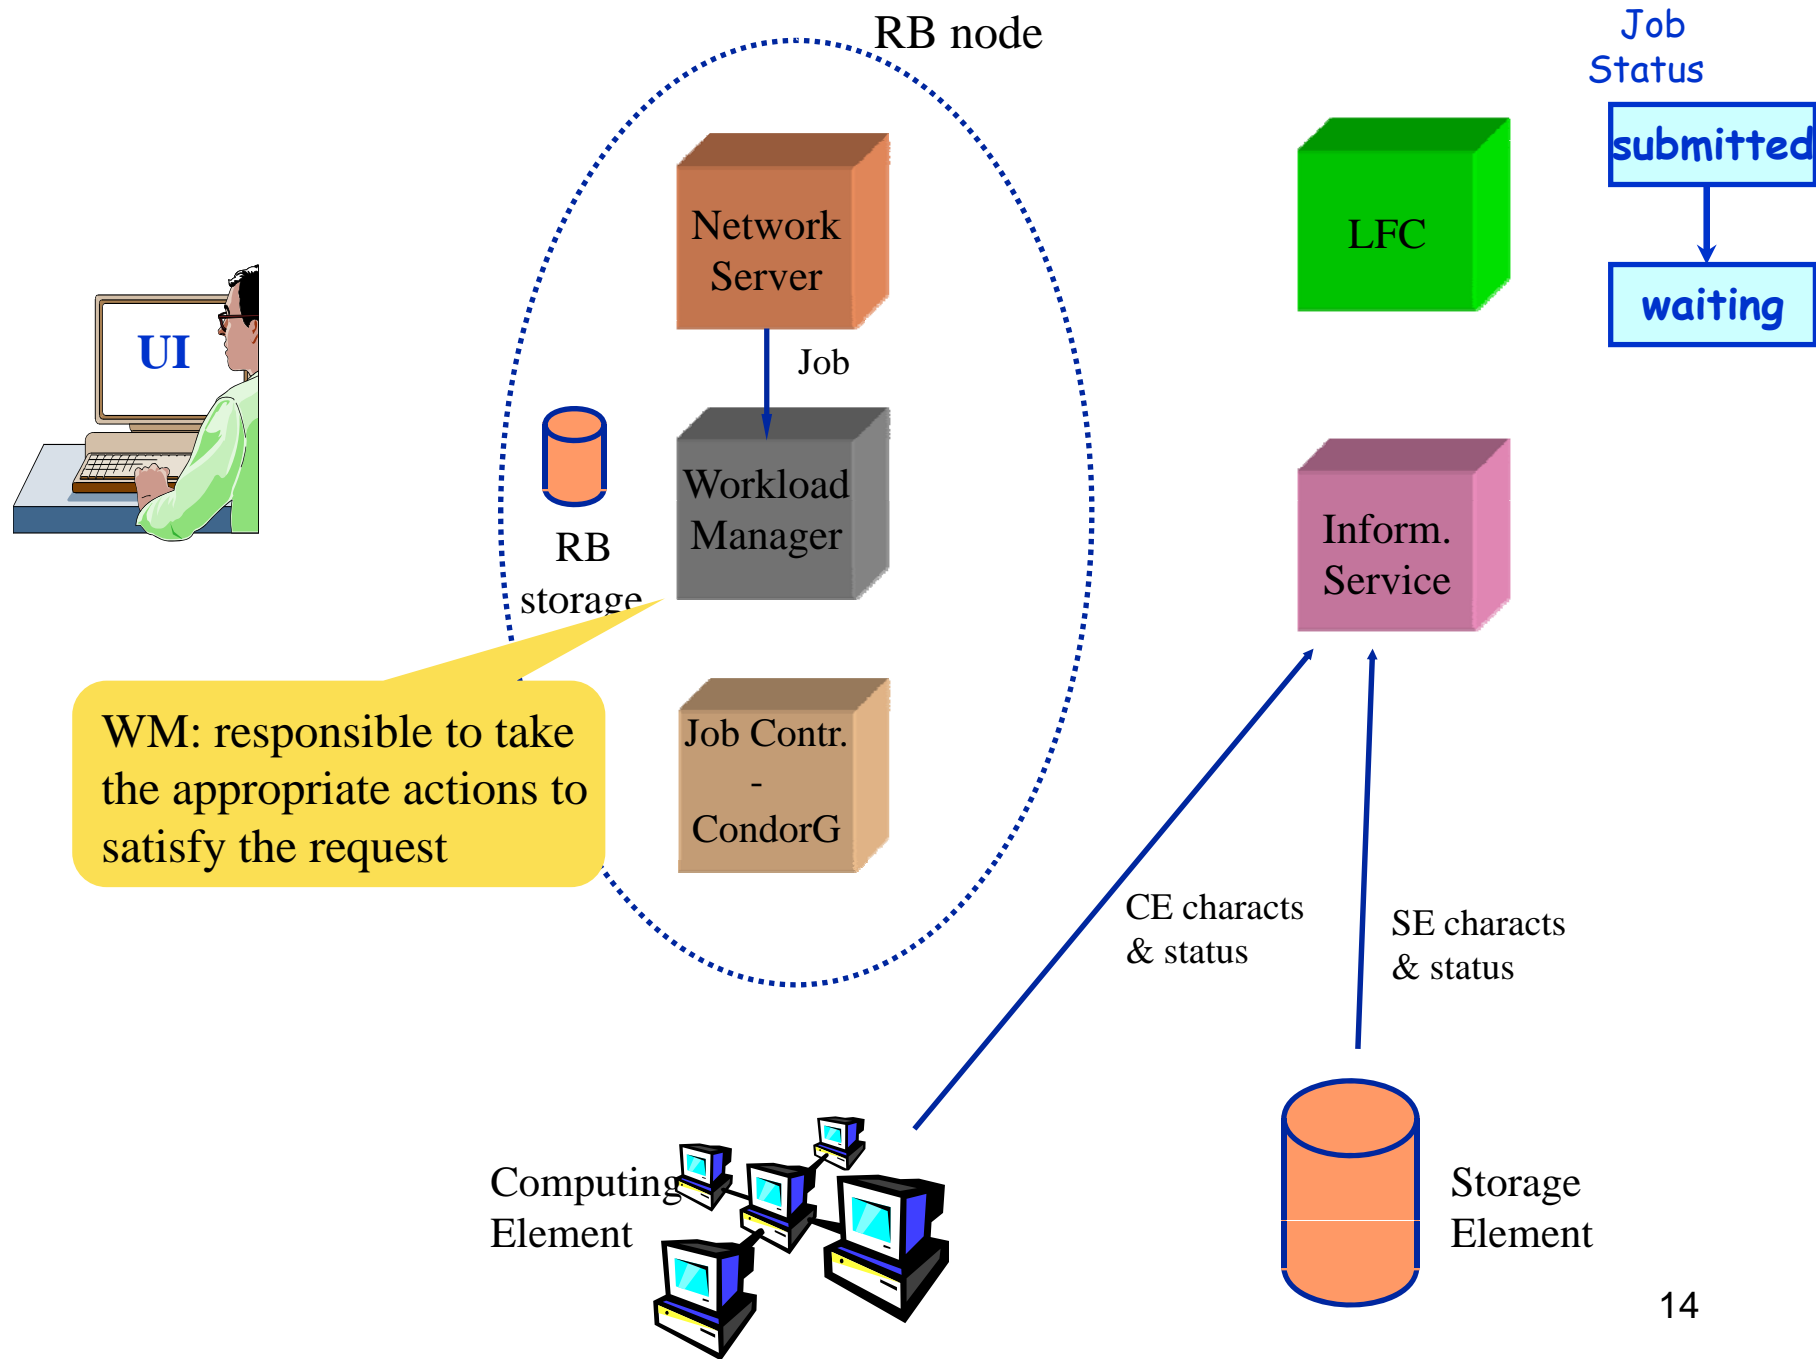 RB node
Job
Status
submitted
waiting
Network
Server
LFC
Job
UI
Workload
Manager
RB
storage
Inform.
Service
WM: responsible to take
the appropriate actions to
satisfy the request
Job Contr.
-
CondorG
CE characts
& status
SE characts
& status
Computing
Element
Storage
Element
14